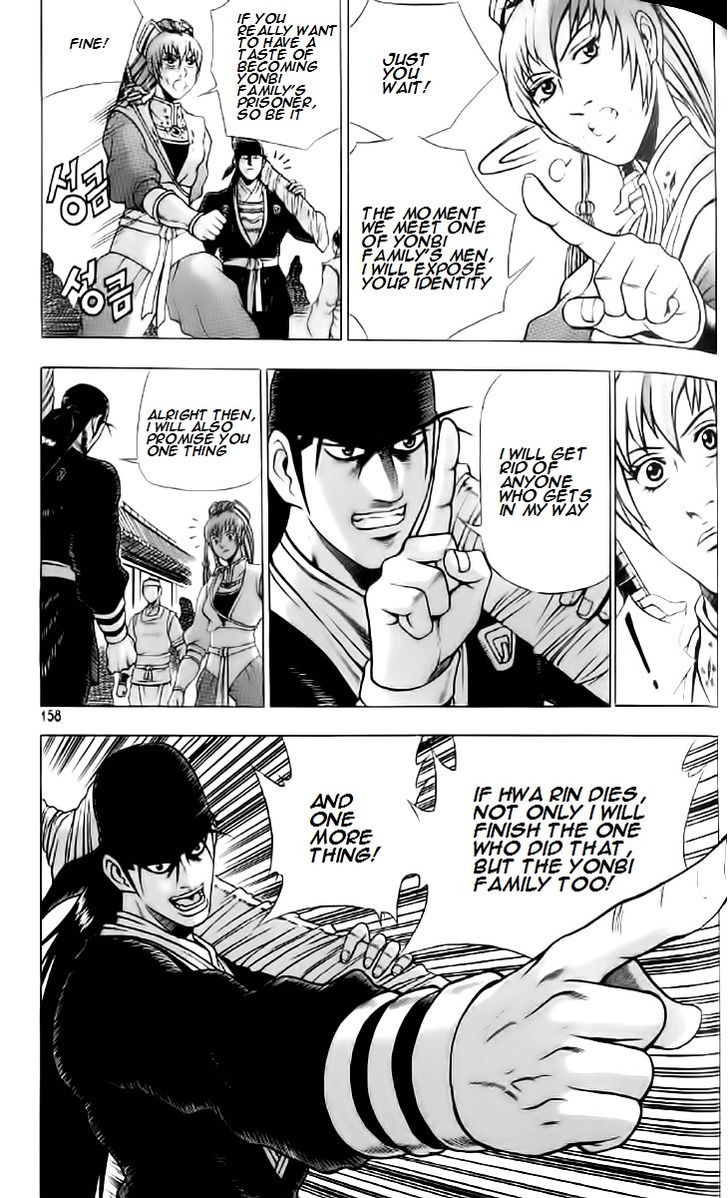 FINE!
IF YOU
REALLY WANT
TO HAVE A
TASTE OF
BECOMING
YONBI
FAMILY'S
PRISONER,
SO BE IT
성큼
성큼
JUST
YOU
WAIT!
THE MOMENT
WE MEET ONE
OF YONBI
FAMILY'S MEN,
I WILL EXPOSE
YOUR IDENTITY
ALRIGHT THEN,
I WILL ALSO
PROMISE YOU
ONE THING
I WILL GET
RID OF
ANYONE
WHO GETS
IN MY WAY
158
AND
ONE
MORE
THING!
IF HWA RIN DIES,
NOT ONLY I WILL
FINISH THE ONE
WHO DID THAT,
BUT THE YONBI
FAMILY TOO!